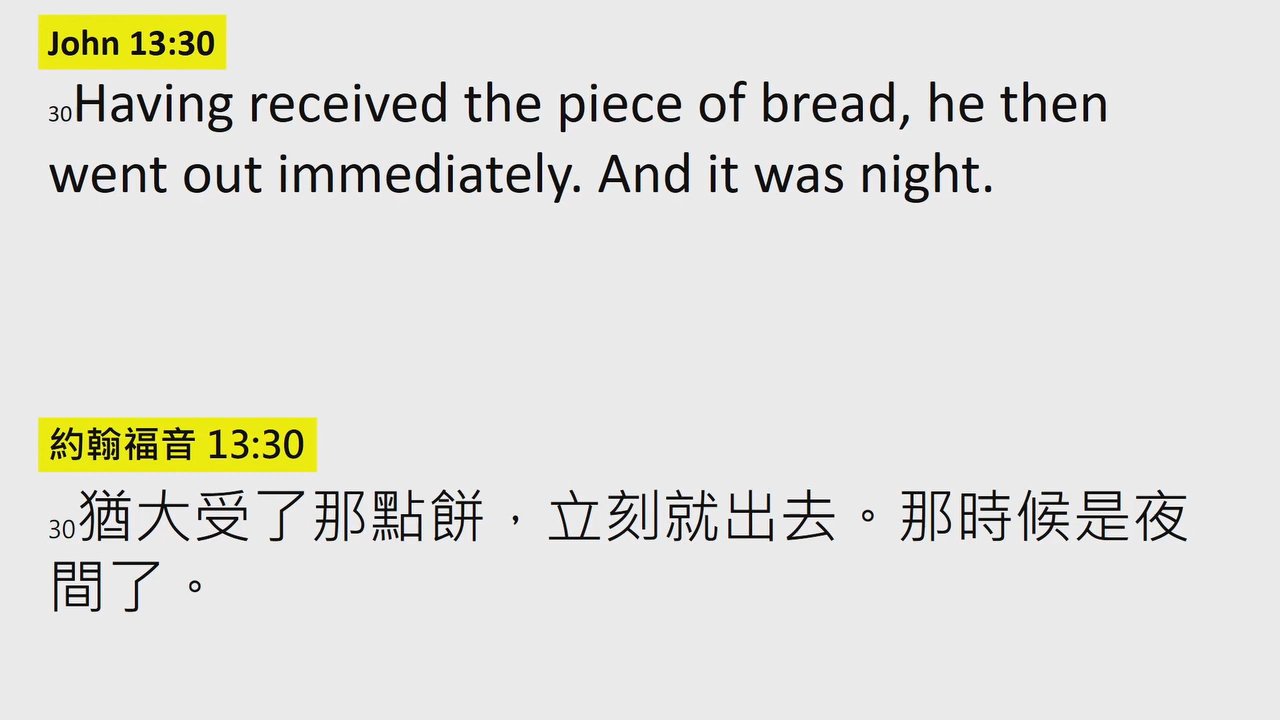 John 13:30
30Having received the piece of bread, he then
went out immediately. And it was night.
約翰福音 13:30
30猶大受了那點餅，立刻就出去。那時候是夜
間了。